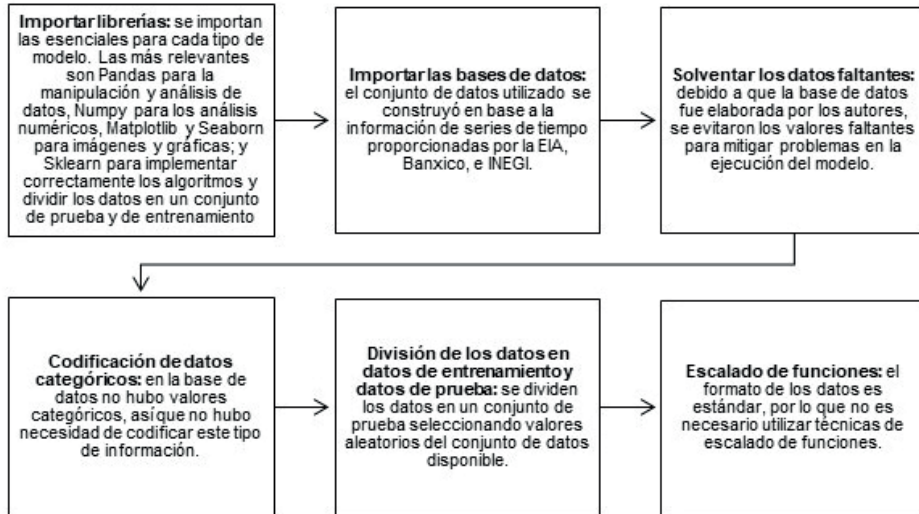 Importar librerías: se importan
las esenciales para cada tipo de
modelo. Las más relevantes
son Pandas para la
manipulación y análisis de
datos, Numpy para los análisis
numéricos, Matplotlib y Seaborn
para imágenes y gráficas; y
Sklearn para implementar
correctamente los algoritmos y
dividir los datos en un conjunto
de prueba y de entrenamiento
Importar las bases de datos:
el conjunto de datos utilizado se
construyó en base a la
información de series de tiempo
proporcionadas por la EIA,
Banxico, e INEGI.
Solventar los datos faltantes:
debido a que la base de datos
fue elaborada por los autores,
se evitaron los valores faltantes
para mitigar problemas en la
ejecución del modelo.
Codificación de datos
categóricos: en la base de
datos no hubo valores
categóricos, así que no hubo
necesidad de codificar este tipo
de información.
División de los datos en
datos de entrenamiento y
datos de prueba: se dividen
los datos en un conjunto de
prueba seleccionando valores
aleatorios del conjunto de datos
disponible.
Escalado de funciones: el
formato de los datos es
estándar, por lo que no es
necesario utilizar técnicas de
escalado de funciones.